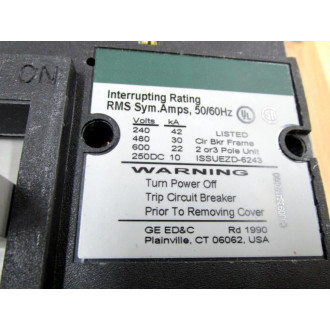 ON
Interrupting Rating
RMS Sym.Amps, 50/60Hz
Volts kA
240 42 LISTED
480 30 Cir Bkr Frame
600 22 2 or3 Pole Unit
250DC 10 ISSUEZD-6243
WARNING
Turn Power Off
Trip Circuit Breaker
Prior To Removing Cover
GE ED&C Rd 1990
Plainville, CT 06062, USA